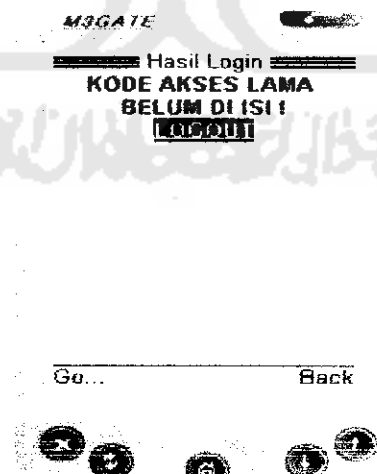 M3GATE
Hasil Login
KODE AKSES LAMA
BELUM DI ISI !
LOGOUT
Go... Back